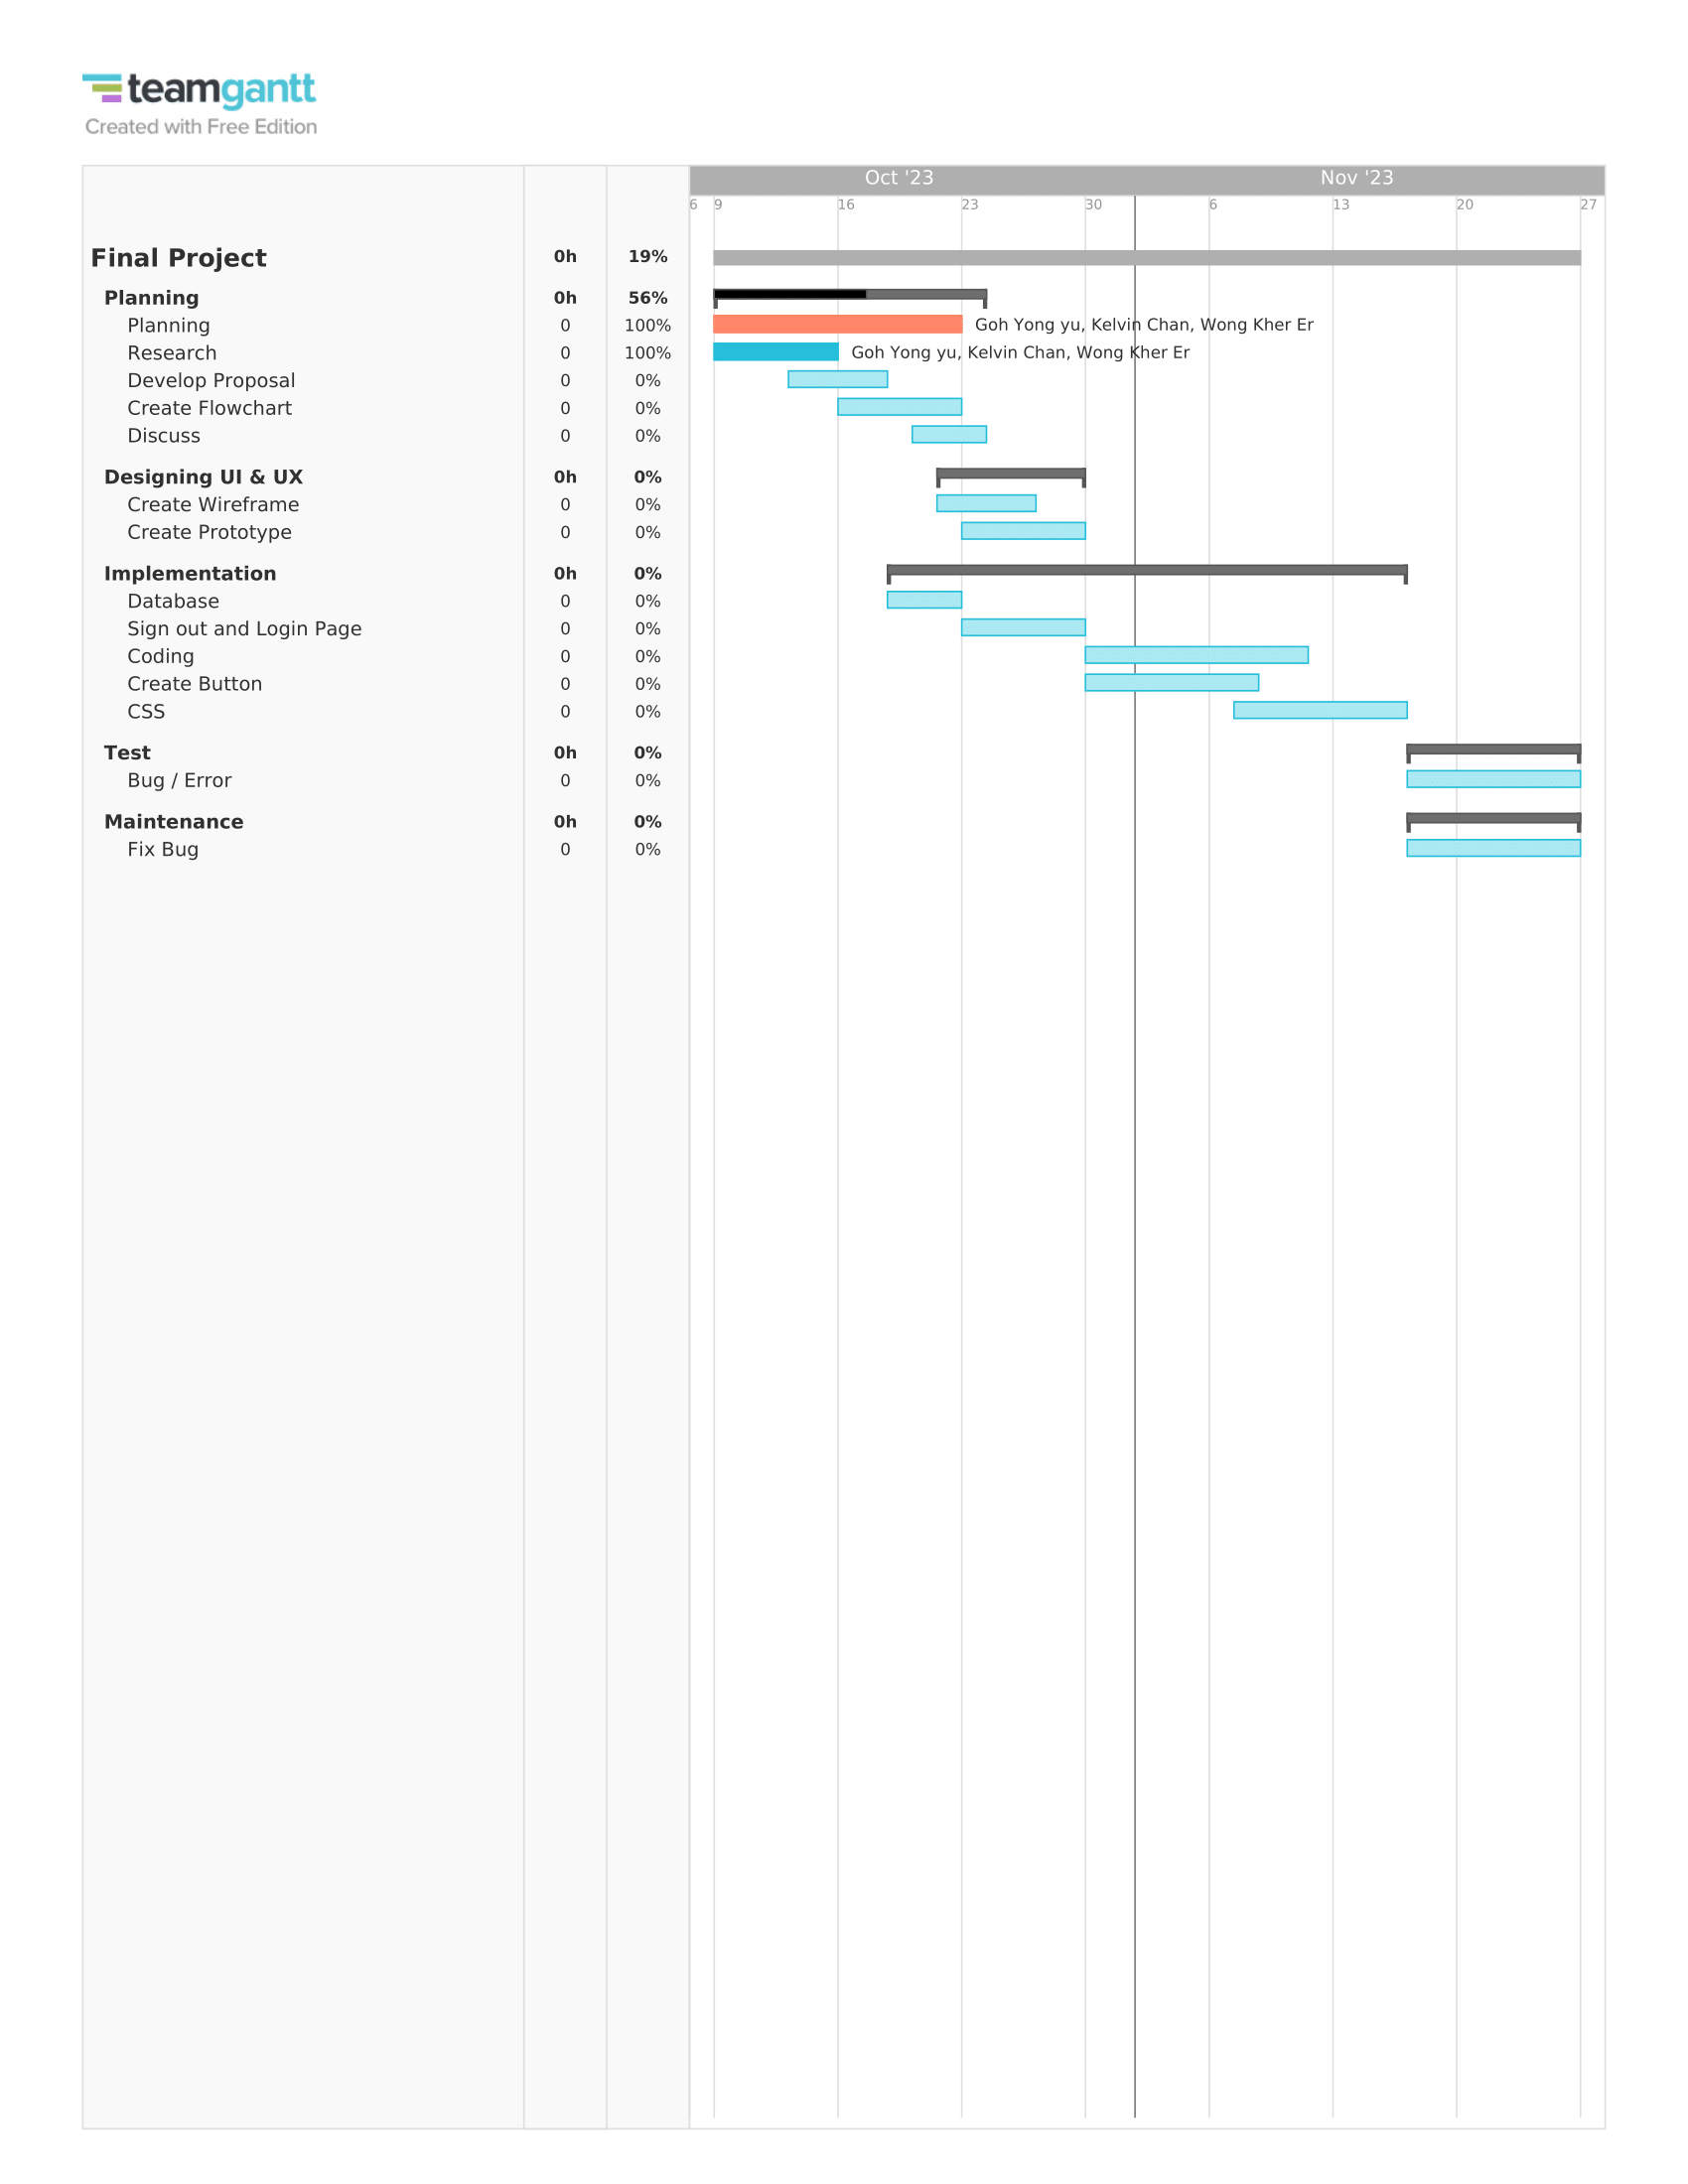 teamgantt
Created with Free Edition
Oct '23 Nov '23
6 9 16 23 30 6 13 20 27
Final Project 0h 19%
Planning 0h 56%
Planning 0 100% Goh Yong yu, Kelvin Chan, Wong Kher Er
Research 0 100% Goh Yong yu, Kelvin Chan, Wong Kher Er
Develop Proposal 0 0%
Create Flowchart 0 0%
Discuss 0 0%
Designing UI & UX 0h 0%
Create Wireframe 0 0%
Create Prototype 0 0%
Implementation 0h 0%
Database 0 0%
Sign out and Login Page 0 0%
Coding 0 0%
Create Button 0 0%
CSS 0 0%
Test 0h 0%
Bug / Error 0 0%
Maintenance 0h 0%
Fix Bug 0 0%